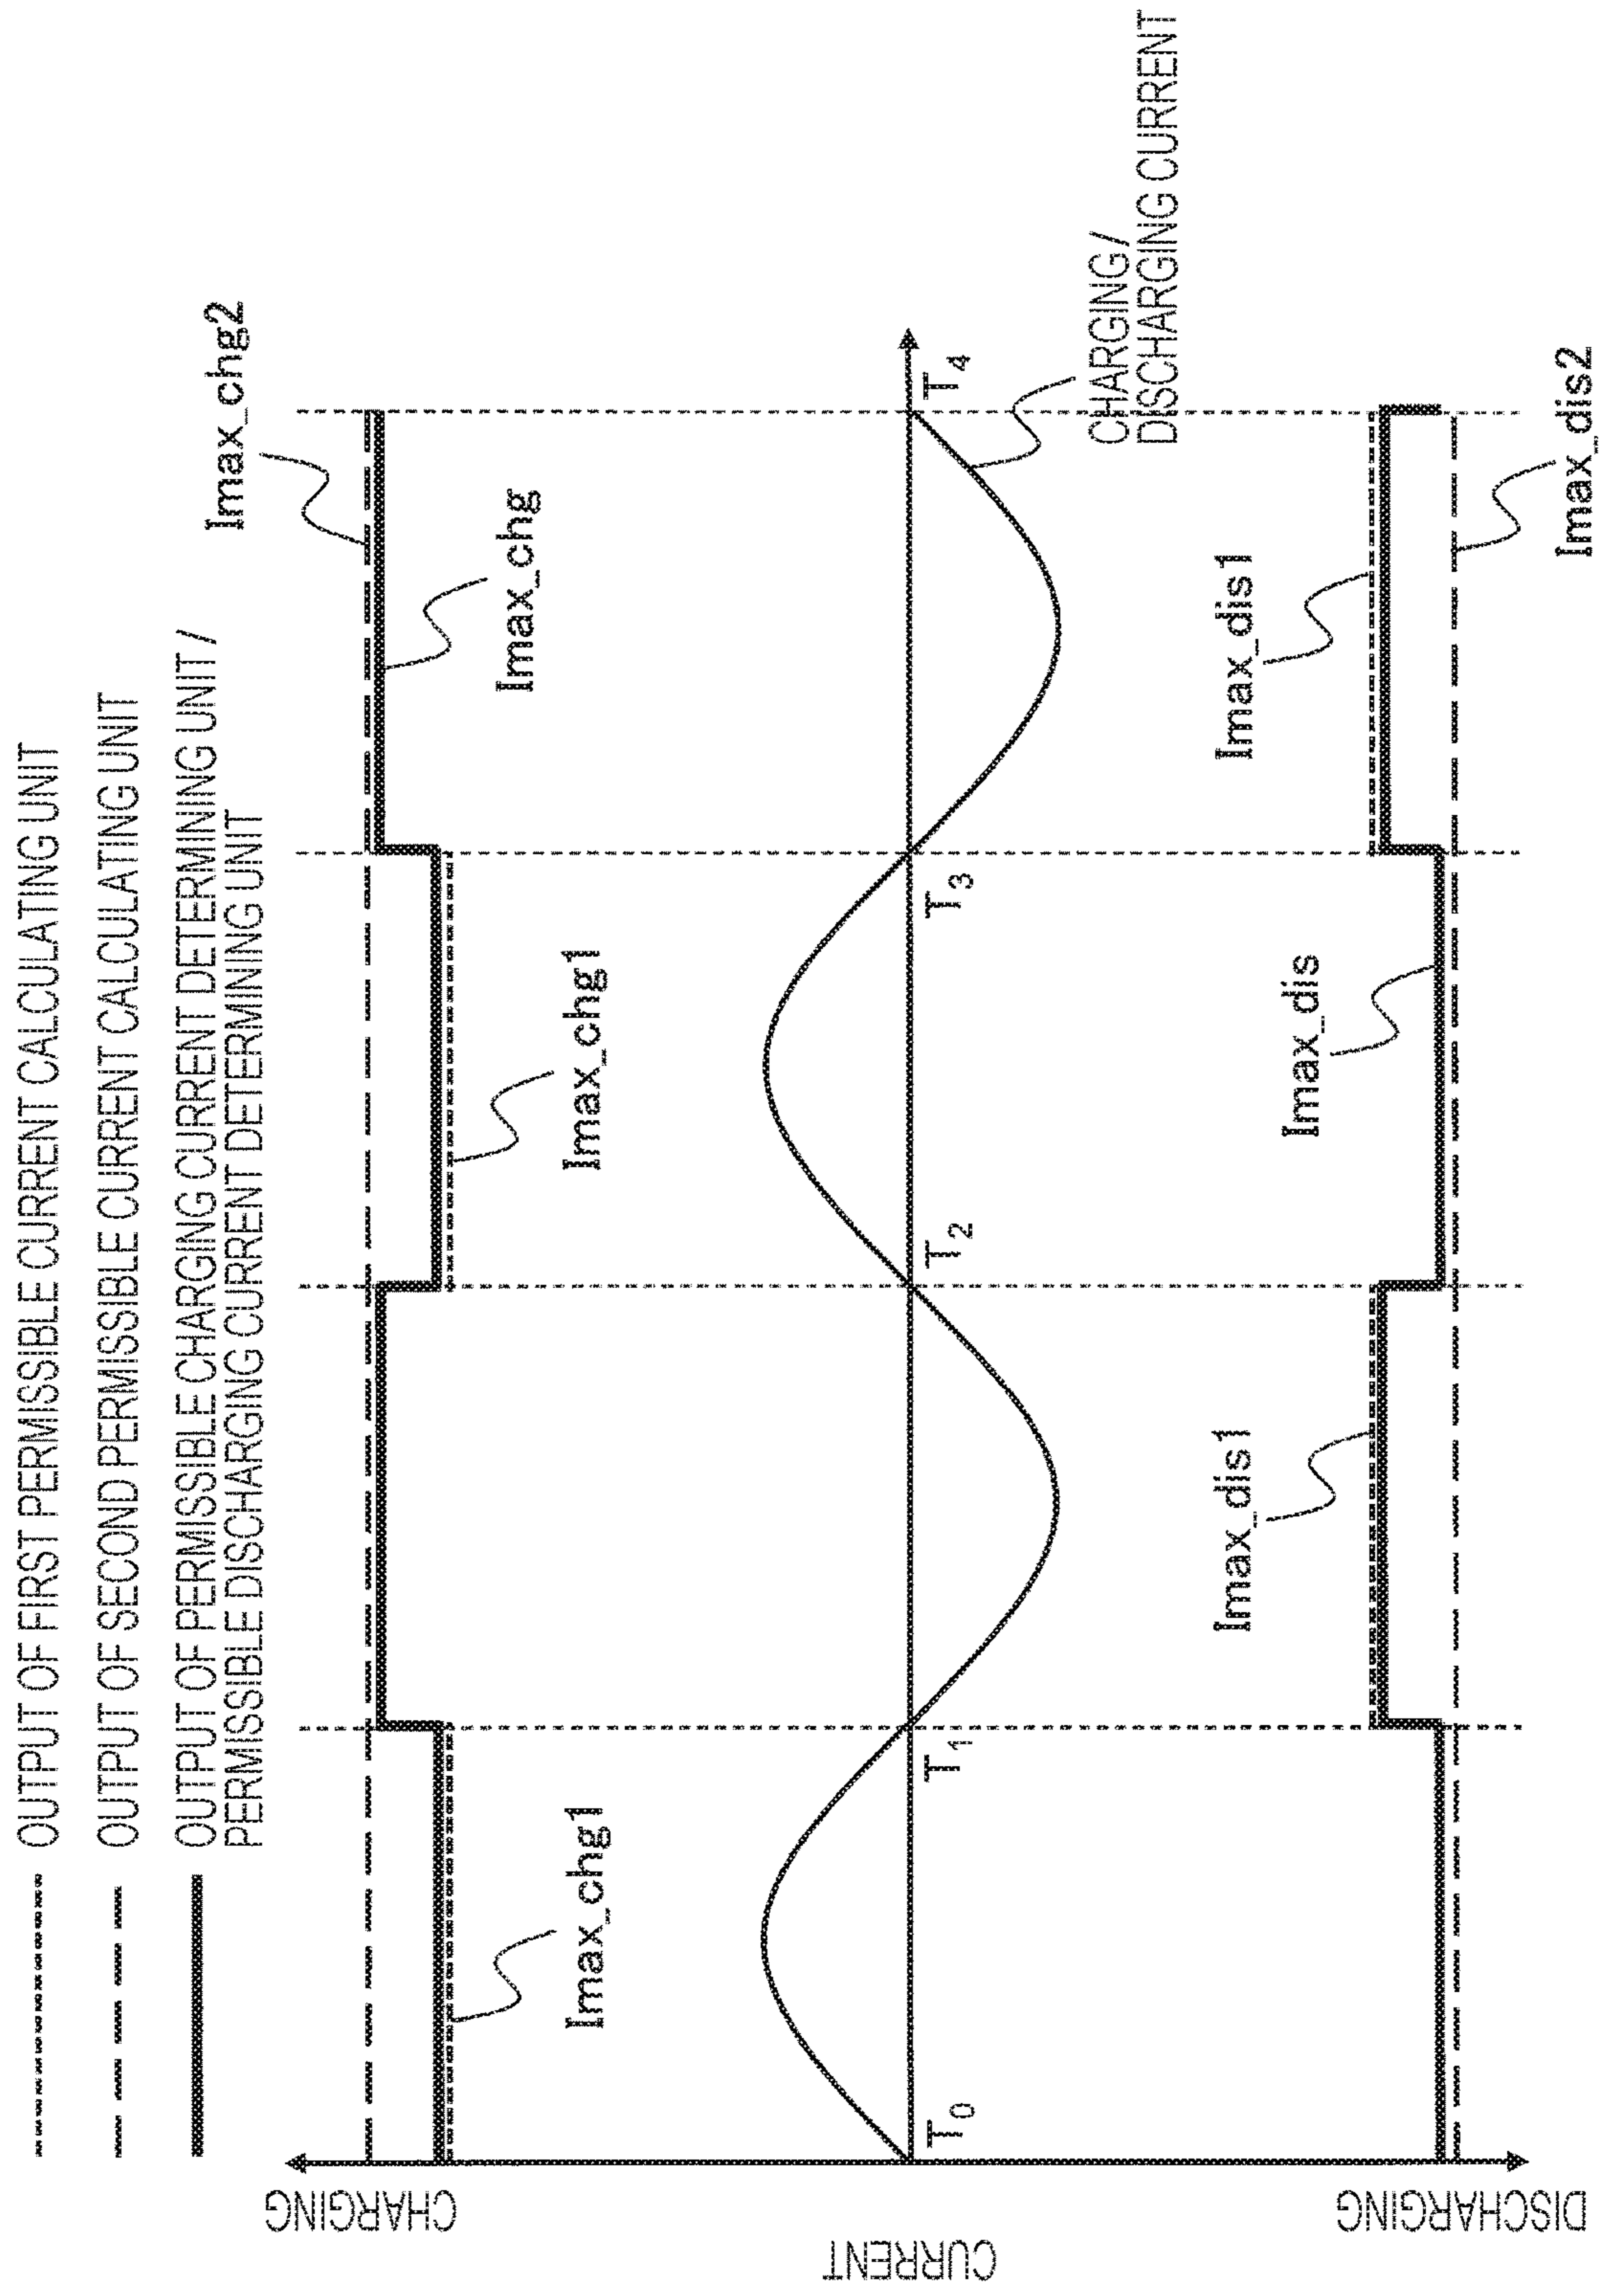 OUTPUT OF FIRST PERMISSIBLE CURRENT CALCULATING UNIT
OUTPUT OF SECOND PERMISSIBLE CURRENT CALCULATING UNIT
OUTPUT OF PERMISSIBLE CHARGING CURRENT DETERMINING UNIT /
PERMISSIBLE DISCHARGING CURRENT DETERMINING UNIT
CHARGING
Imax_chg2
Imax_chg
Imax_chg1
Imax_chg1
CURRENT
T0
T1
T2
T3
T4
CHARGING /
DISCHARGING CURRENT
Imax_dis1
Imax_dis1
Imax_dis
DISCHARGING
Imax_dis2